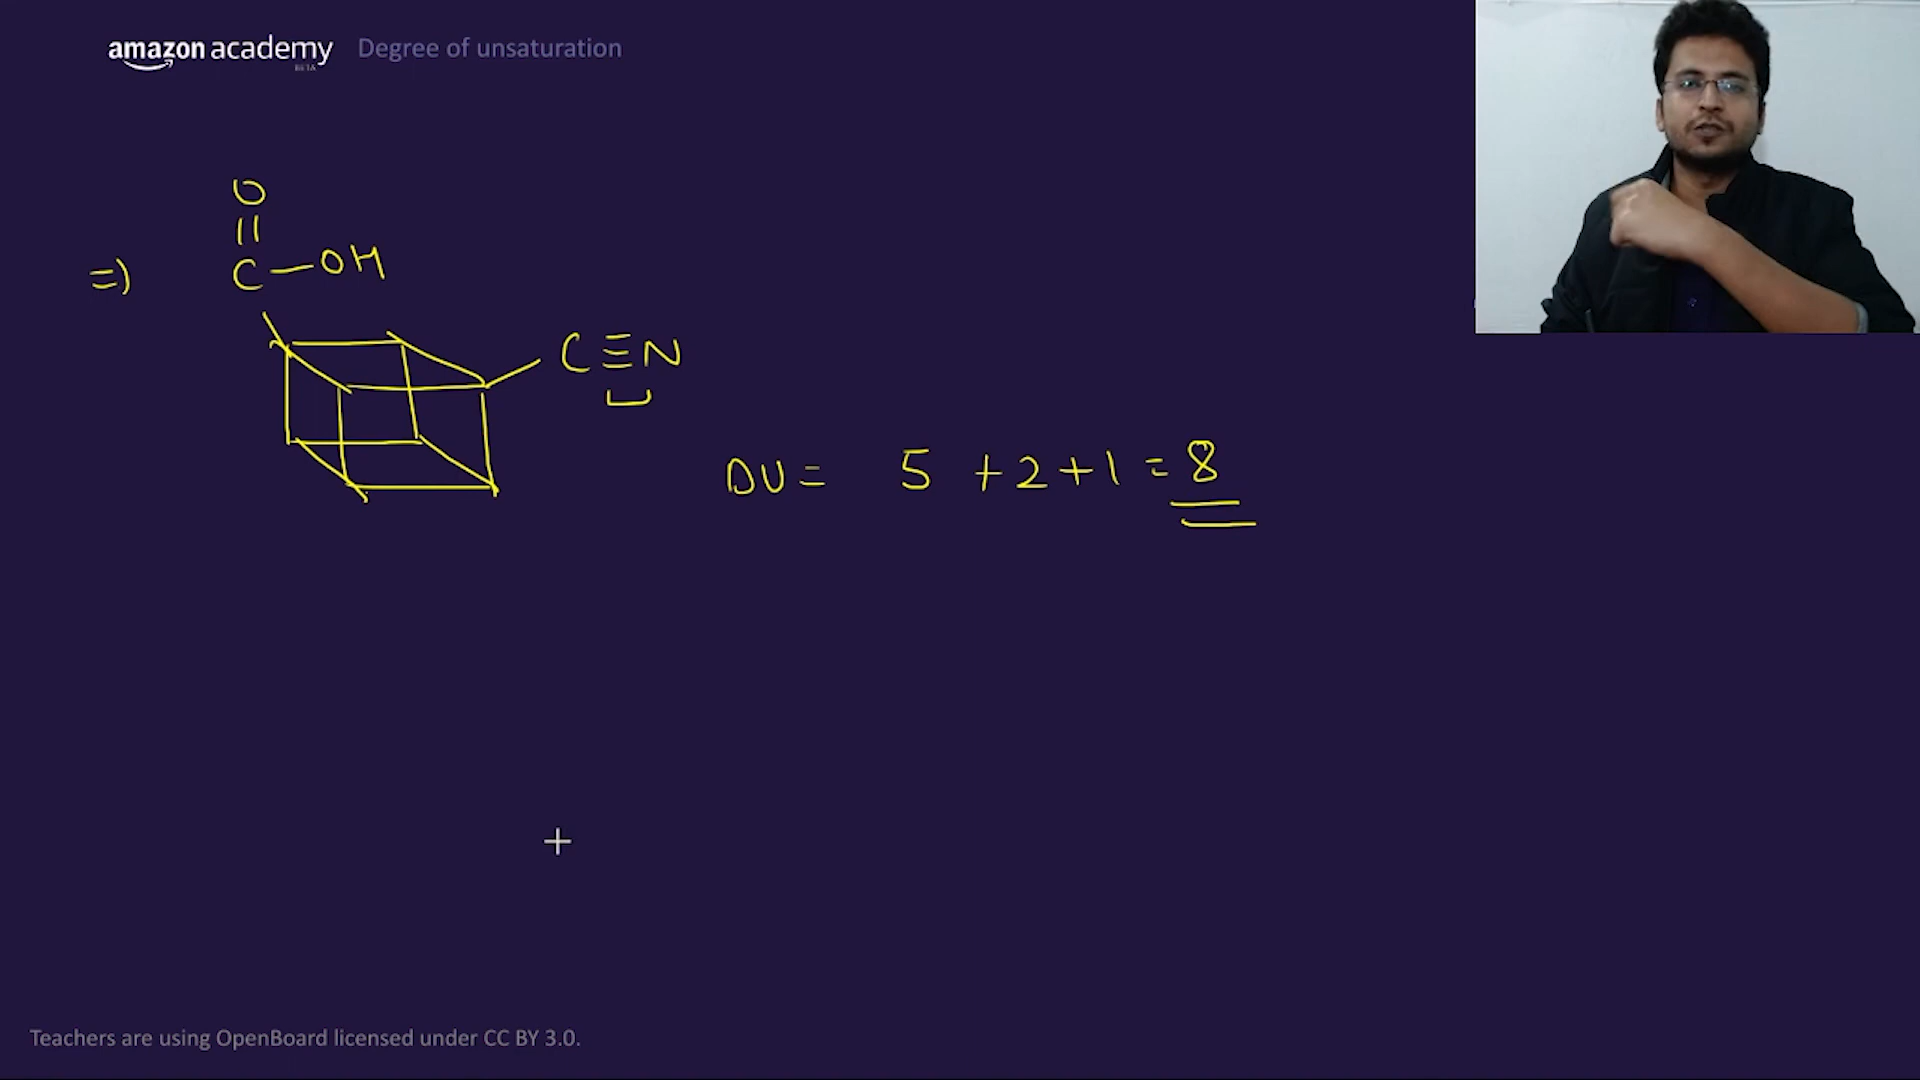 amazon academy Degree of unsaturation
BETA
O
||
=) C — OH
C ≡ N
DU = 5 + 2 + 1 = 8
Teachers are using OpenBoard licensed under CC BY 3.0.